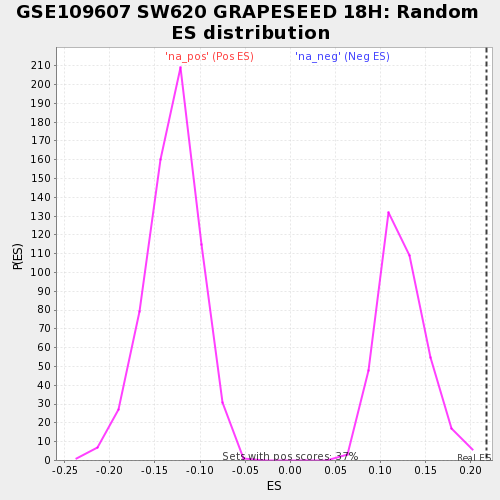 GSE109607 SW620 GRAPESEED 18H: Random
ES distribution
'na_pos' (Pos ES)
'na_neg' (Neg ES)
210
200
190
180
170
160
150
140
130
120
110
100
90
80
70
60
50
40
30
20
10
0
P(ES)
Sets with pos scores: 37%
Real ES
-0.25 -0.20 -0.15 -0.10 -0.05 0.00 0.05 0.10 0.15 0.20
ES